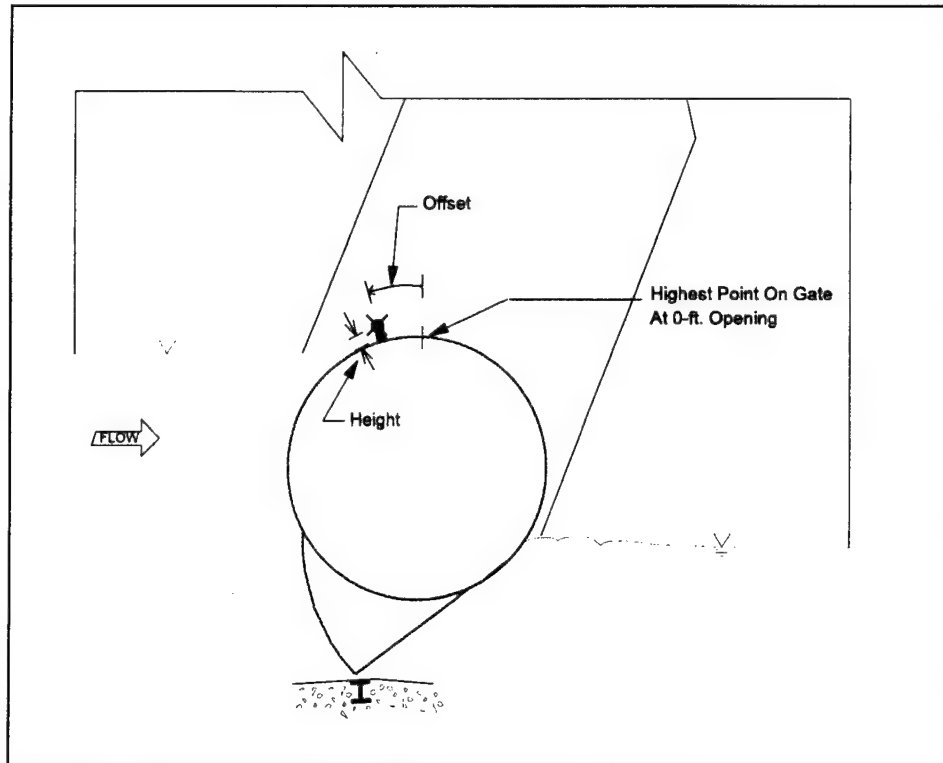 Offset
Highest Point On Gate
At 0-ft. Opening
Height
FLOW